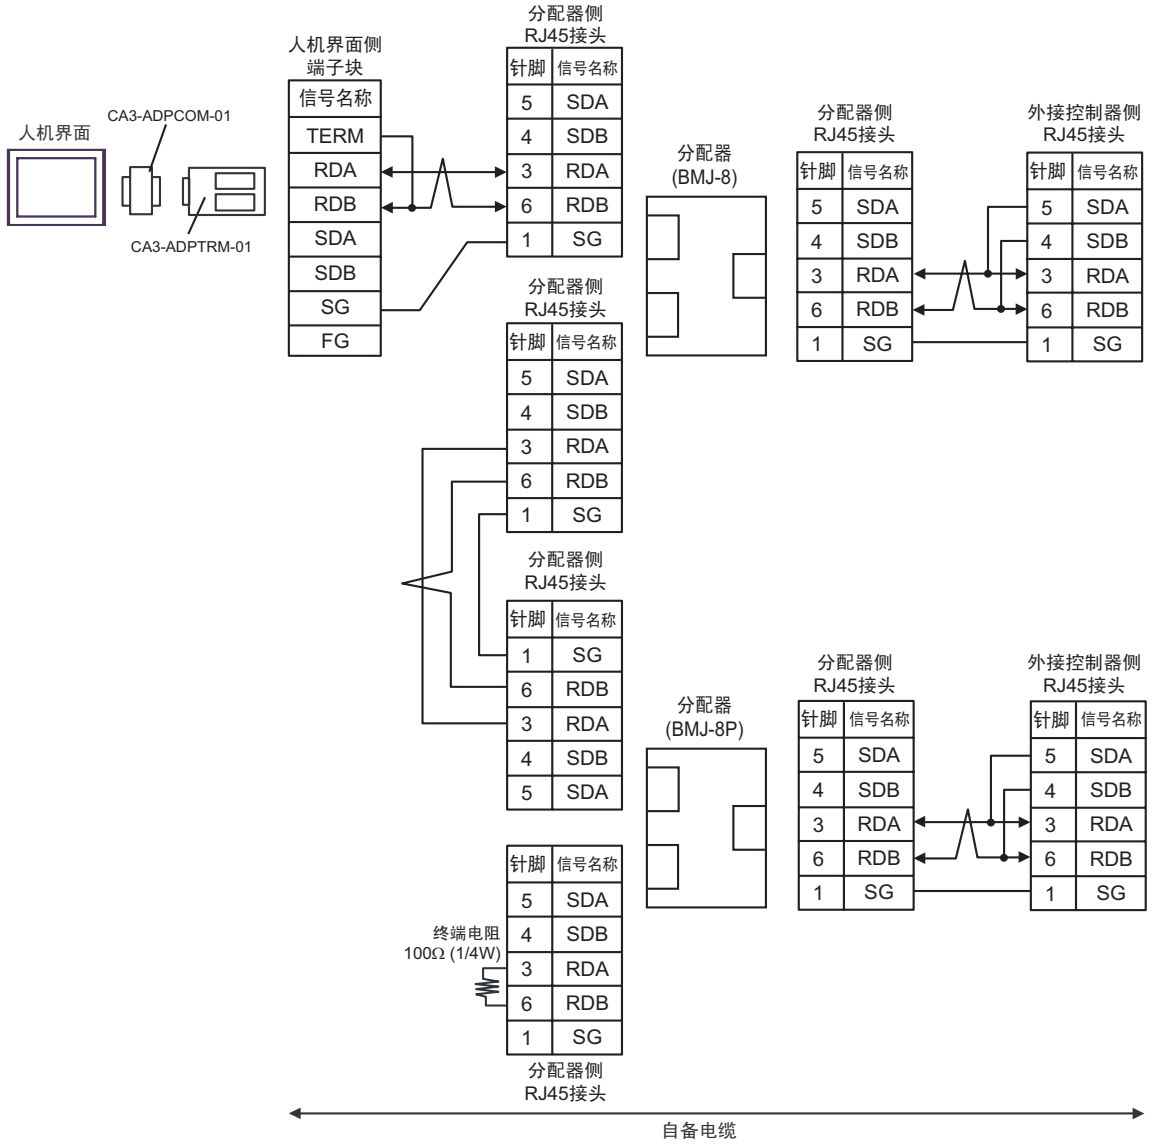 分配器侧
RJ45接头
针脚 信号名称
5 SDA
4 SDB
3 RDA
6 RDB
1 SG
人机界面侧
端子块
信号名称
TERM
RDA
RDB
SDA
SDB
SG
FG
人机界面
CA3-ADPCOM-01
CA3-ADPTRM-01
分配器
(BMJ-8)
分配器侧
RJ45接头
针脚 信号名称
5 SDA
4 SDB
3 RDA
6 RDB
1 SG
外接控制器侧
RJ45接头
针脚 信号名称
5 SDA
4 SDB
3 RDA
6 RDB
1 SG
分配器侧
RJ45接头
针脚 信号名称
5 SDA
4 SDB
3 RDA
6 RDB
1 SG
分配器侧
RJ45接头
针脚 信号名称
1 SG
6 RDB
3 RDA
4 SDB
5 SDA
分配器
(BMJ-8P)
分配器侧
RJ45接头
针脚 信号名称
5 SDA
4 SDB
3 RDA
6 RDB
1 SG
外接控制器侧
RJ45接头
针脚 信号名称
5 SDA
4 SDB
3 RDA
6 RDB
1 SG
针脚 信号名称
5 SDA
4 SDB
3 RDA
6 RDB
1 SG
终端电阻
100Ω (1/4W)
分配器侧
RJ45接头
自备电缆